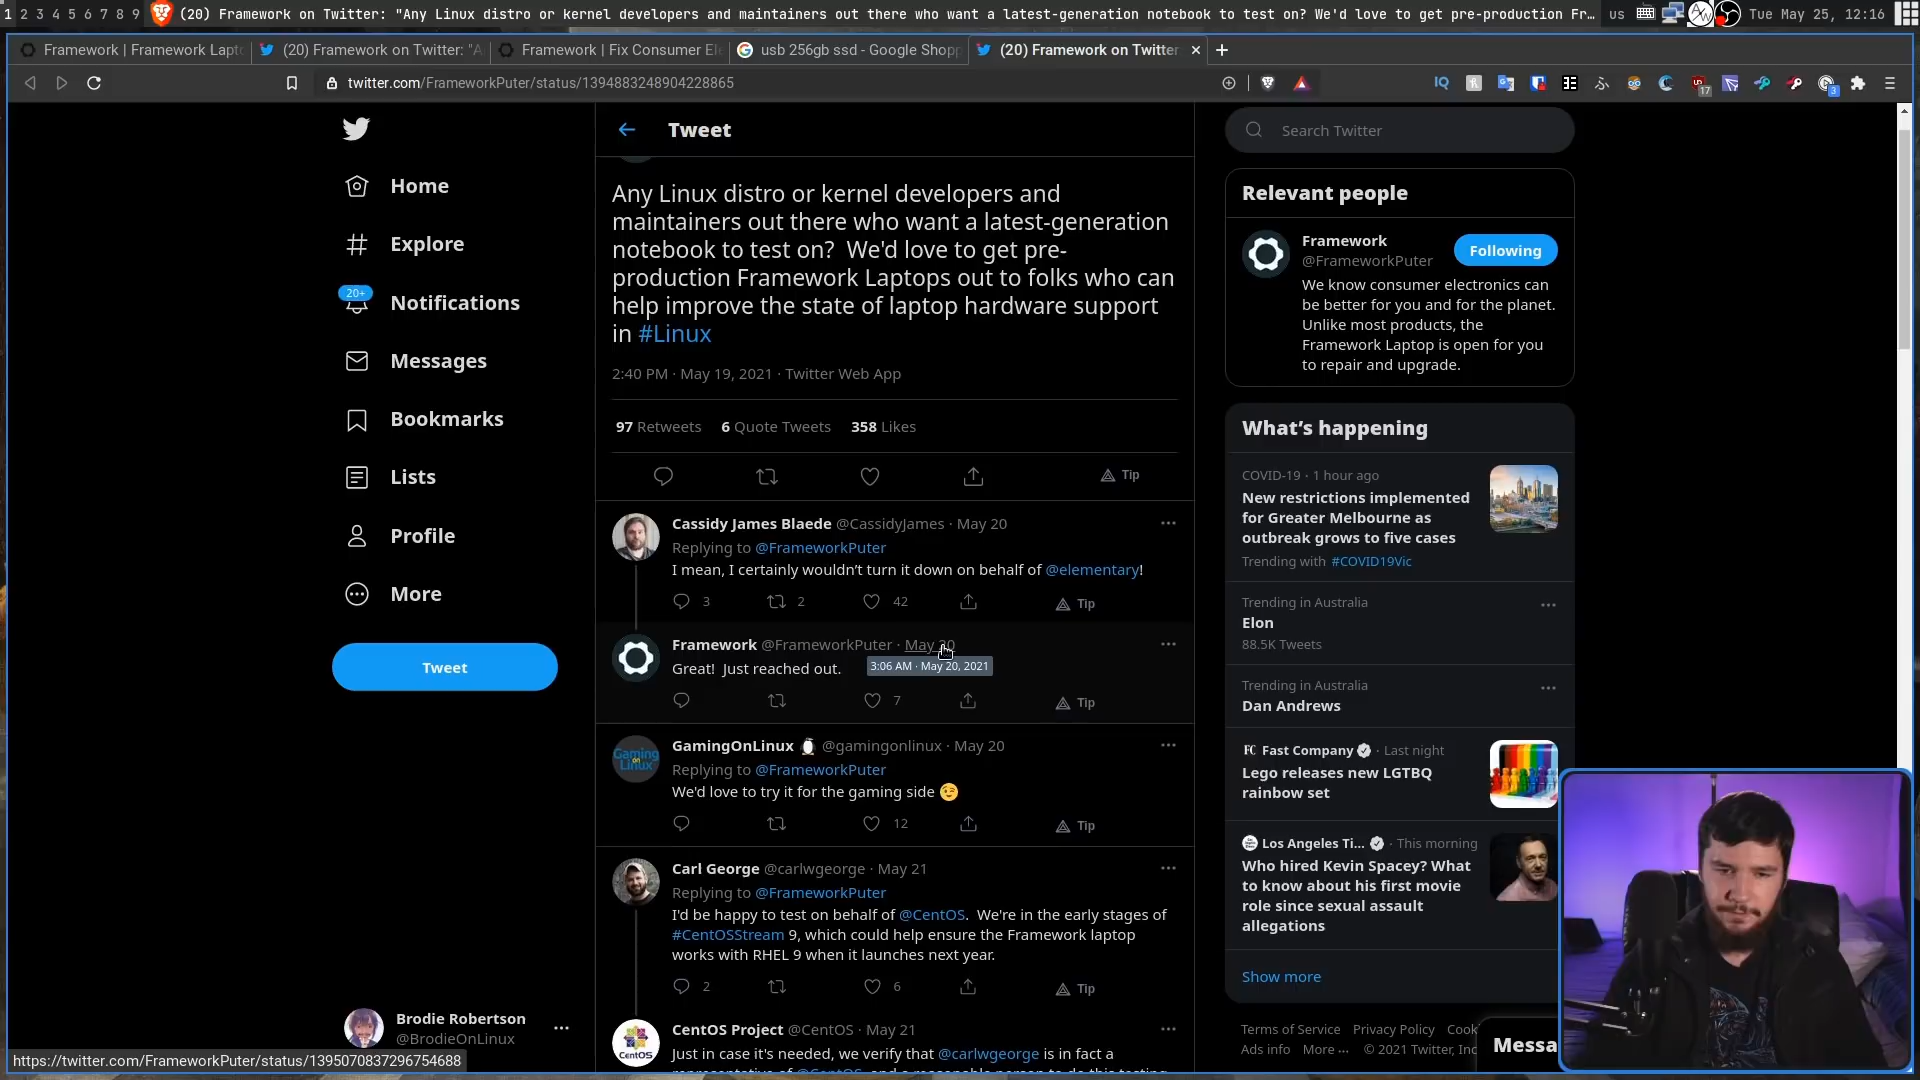 1 2 3 4 5 6 7 8 9 (20) Framework on Twitter: "Any Linux distro or kernel developers and maintainers out there who want a latest-generation notebook to test on? We'd love to get pre-production Fr… us Tue May 25, 12:16
Framework | Framework Lapt
(20) Framework on Twitter: "A
Framework | Fix Consumer Ele
usb 256gb ssd - Google Shopp
(20) Framework on Twitter
twitter.com/FrameworkPuter/status/1394883248904228865
Home
Explore
20+
Notifications
Messages
Bookmarks
Lists
Profile
More
Tweet
Brodie Robertson
@BrodieOnLinux
https://twitter.com/FrameworkPuter/status/1395070837296754688
Tweet
Any Linux distro or kernel developers and
maintainers out there who want a latest-generation
notebook to test on?  We'd love to get pre-
production Framework Laptops out to folks who can
help improve the state of laptop hardware support
in #Linux
2:40 PM · May 19, 2021 · Twitter Web App
97 Retweets 6 Quote Tweets 358 Likes
Tip
Cassidy James Blaede @CassidyJames · May 20
Replying to @FrameworkPuter
I mean, I certainly wouldn't turn it down on behalf of @elementary!
3 2 42 Tip
Framework @FrameworkPuter · May 20
Great!  Just reached out.
3:06 AM · May 20, 2021
7 Tip
GamingOnLinux 🐧 @gamingonlinux · May 20
Gaming on Linux
Replying to @FrameworkPuter
We'd love to try it for the gaming side 😉
12 Tip
Carl George @carlwgeorge · May 21
Replying to @FrameworkPuter
I'd be happy to test on behalf of @CentOS.  We're in the early stages of
#CentOSStream 9, which could help ensure the Framework laptop
works with RHEL 9 when it launches next year.
2 6 Tip
CentOS Project @CentOS · May 21
CentOS
Just in case it's needed, we verify that @carlwgeorge is in fact a
Search Twitter
Relevant people
Framework
@FrameworkPuter
Following
We know consumer electronics can
be better for you and for the planet.
Unlike most products, the
Framework Laptop is open for you
to repair and upgrade.
What's happening
COVID-19 · 1 hour ago
New restrictions implemented
for Greater Melbourne as
outbreak grows to five cases
Trending with #COVID19Vic
Trending in Australia
Elon
88.5K Tweets
Trending in Australia
Dan Andrews
Fast Company · Last night
Lego releases new LGTBQ
rainbow set
Los Angeles Ti... · This morning
Who hired Kevin Spacey? What
to know about his first movie
role since sexual assault
allegations
Show more
Terms of Service Privacy Policy Cook
Ads info More ··· © 2021 Twitter, Inc
Messa